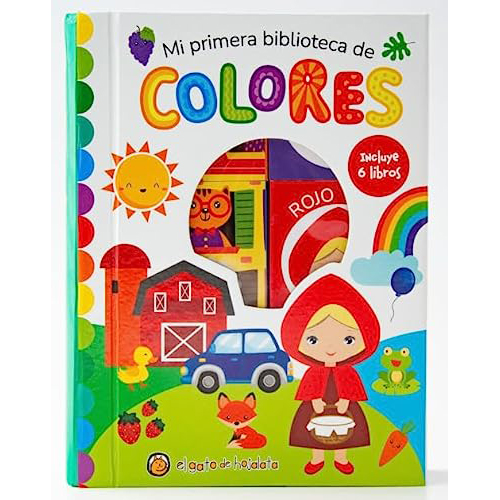 Mi primera biblioteca de
COLORES
Incluye
6 libros
ROJO
el gato de hojalata